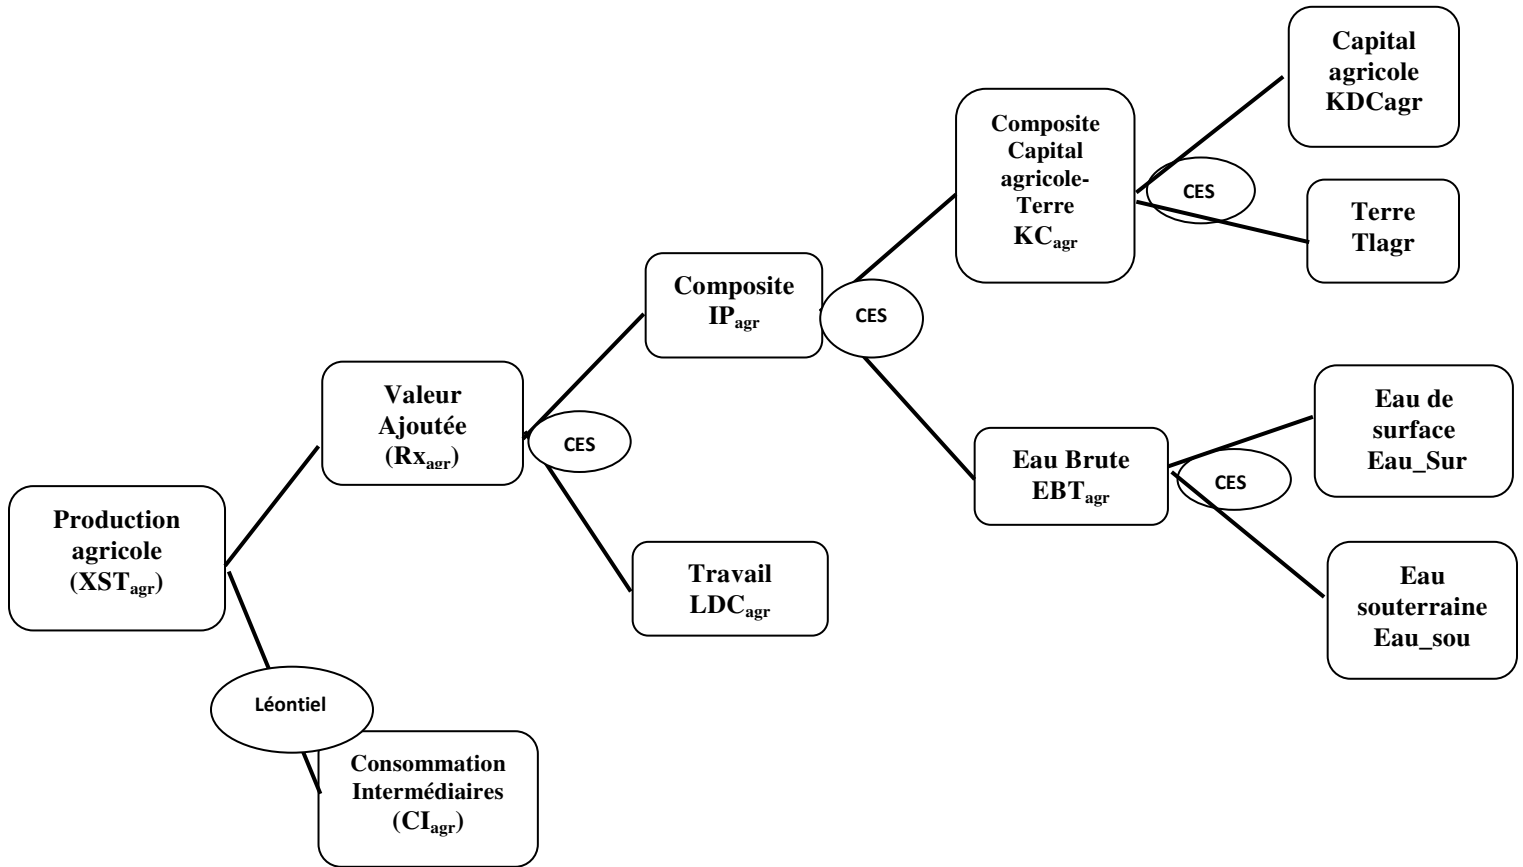 Capital
agricole
KDCagr
Composite
Capital
agricole-
Terre
KCagr
CES
Terre
Tlagr
Composite
IPagr
CES
Valeur
Ajoutée
(Rxagr)
CES
Eau de
surface
Eau_Sur
Eau Brute
EBTagr
CES
Production
agricole
(XSTagr)
Travail
LDCagr
Eau
souterraine
Eau_sou
Léontiel
Consommation
Intermédiaires
(CIagr)